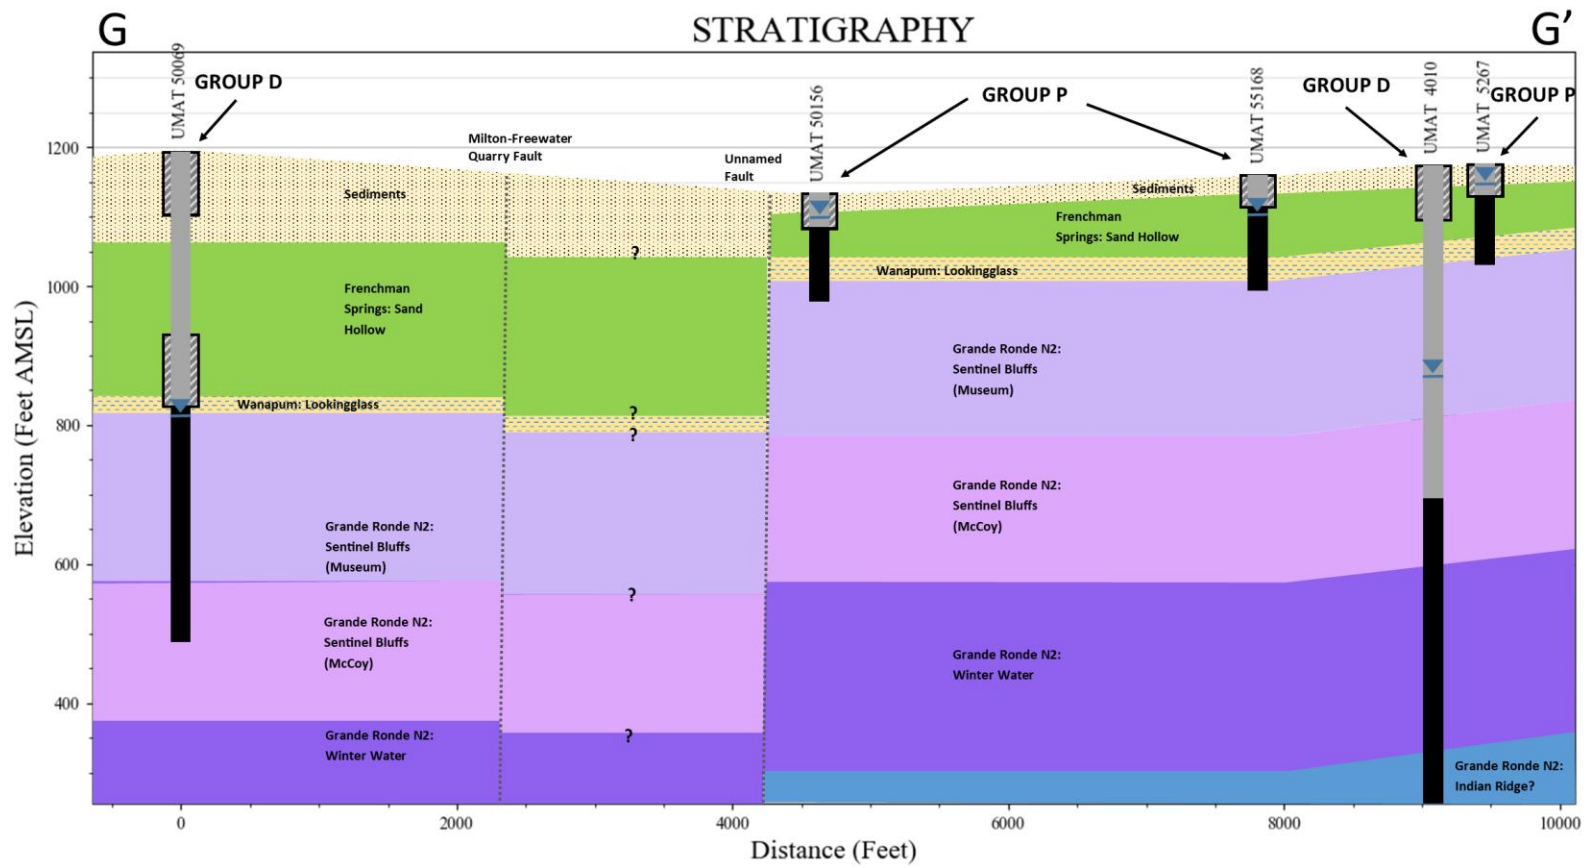 G
STRATIGRAPHY
G’
UMAT 50069
GROUP D
Milton-Freewater
Quarry Fault
Unnamed
Fault
UMAT 50156
GROUP P
UMAT 55168
GROUP D
UMAT 4010
UMAT 5267
GROUP P
Elevation (Feet AMSL)
1200
1000
800
600
400
Sediments
Sediments
Frenchman
Springs: Sand Hollow
Wanapum: Lookingglass
Frenchman
Springs: Sand
Hollow
Wanapum: Lookingglass
?
?
?
?
?
Grande Ronde N2:
Sentinel Bluffs
(Museum)
Grande Ronde N2:
Sentinel Bluffs
(McCoy)
Grande Ronde N2:
Sentinel Bluffs
(Museum)
Grande Ronde N2:
Sentinel Bluffs
(McCoy)
Grande Ronde N2:
Winter Water
Grande Ronde N2:
Winter Water
Grande Ronde N2:
Indian Ridge?
0
2000
4000
6000
8000
10000
Distance (Feet)